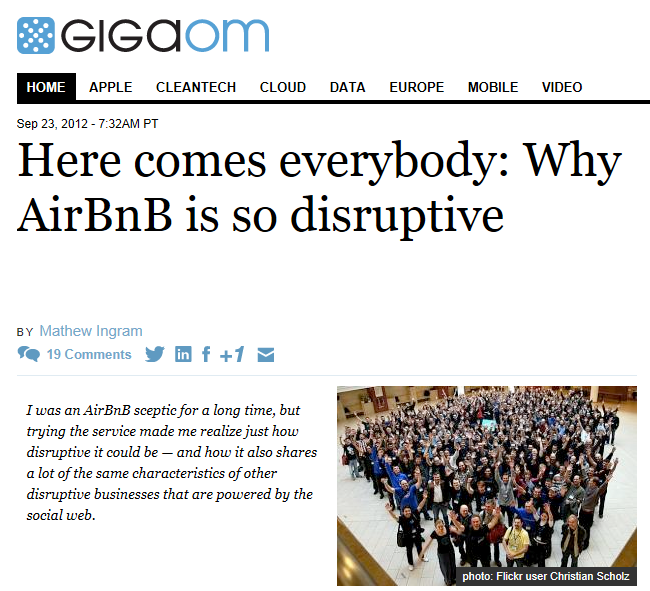 GIGaom
HOME APPLE CLEANTECH CLOUD DATA EUROPE MOBILE VIDEO
Sep 23, 2012 - 7:32AM PT
Here comes everybody: Why
AirBnB is so disruptive
BY Mathew Ingram
19 Comments in f +1
I was an AirBnB sceptic for a long time, but
trying the service made me realize just how
disruptive it could be — and how it also shares
a lot of the same characteristics of other
disruptive businesses that are powered by the
social web.
photo: Flickr user Christian Scholz